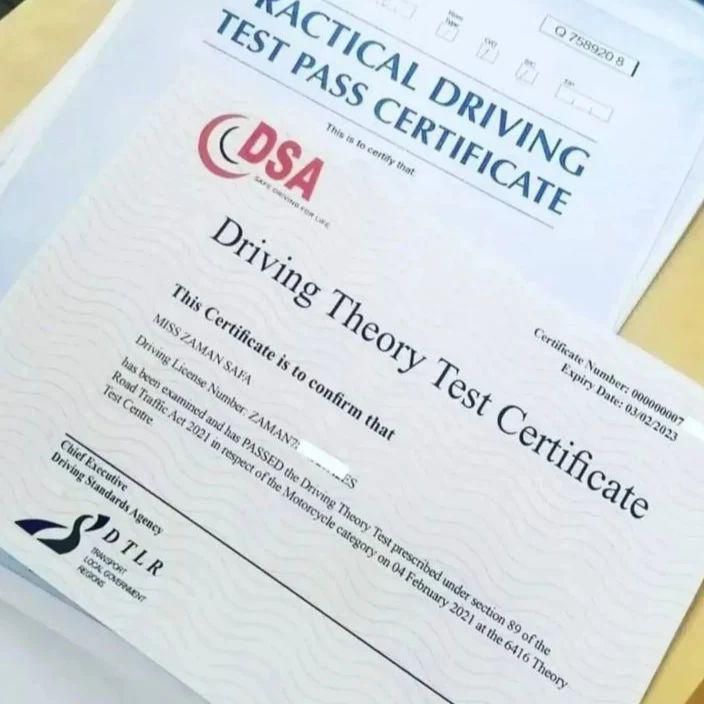 Q 758920 8
RACTICAL DRIVING
TEST PASS CERTIFICATE
This is to certify that:
DSA
SAFE DRIVING FOR LIFE
Certificate Number: 000000007
Expiry Date: 03/02/2023
Driving Theory Test Certificate
This Certificate is to confirm that
MISS ZAMAN SAFA
Driving License Number: ZAMAN7
has been examined and has PASSED the Driving Theory Test prescribed under section 89 of the
Road Traffic Act 2021 in respect of the Motorcycle category on 04 February 2021 at the 6416 Theory
Test Centre.
Chief Executive
Driving Standards Agency
DTLR
TRANSPORT
LOCAL GOVERNMENT
REGIONS